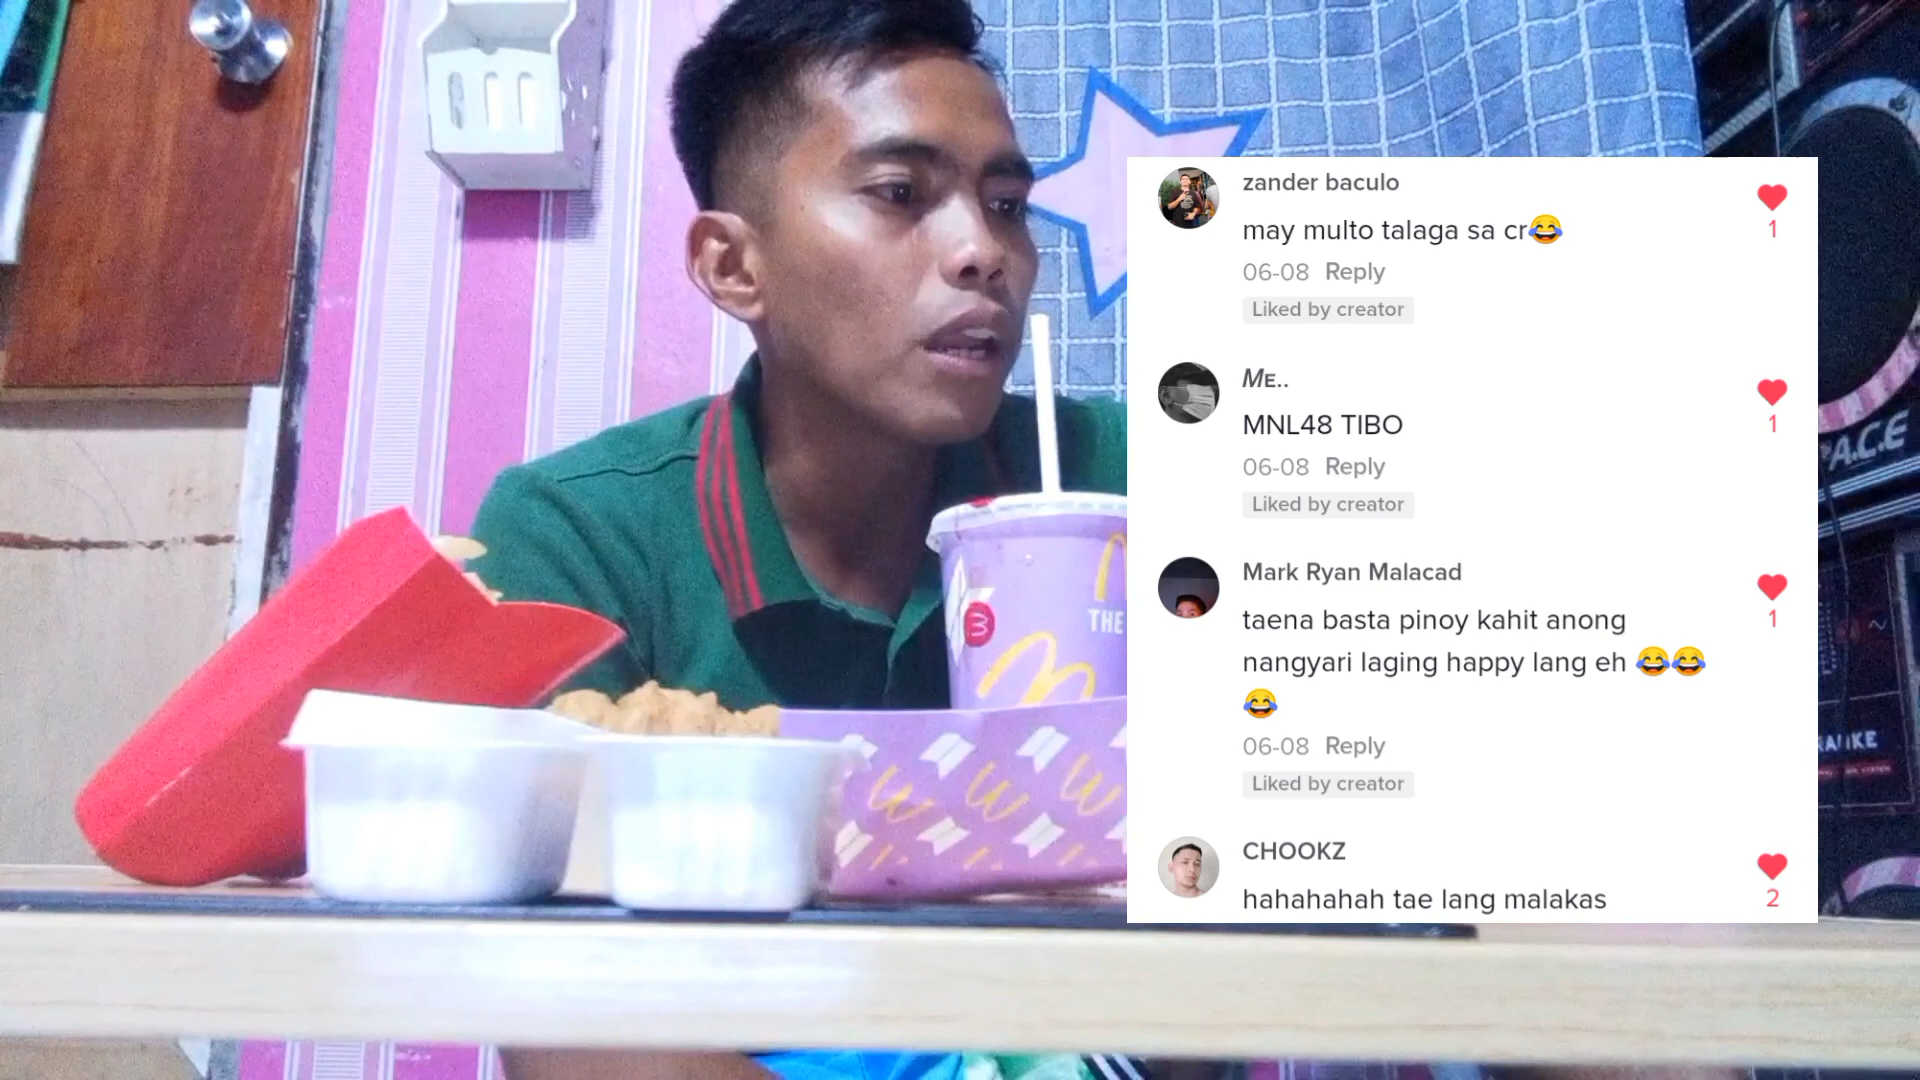 zander baculo
1
may multo talaga sa cr😂
06-08 Reply
Liked by creator
ME..
1
MNL48 TIBO
06-08 Reply
Liked by creator
Mark Ryan Malacad
1
taena basta pinoy kahit anong
nangyari laging happy lang eh 😂😂
😂
06-08 Reply
Liked by creator
CHOOKZ
2
hahahahah tae lang malakas
THE
P.A.C.E